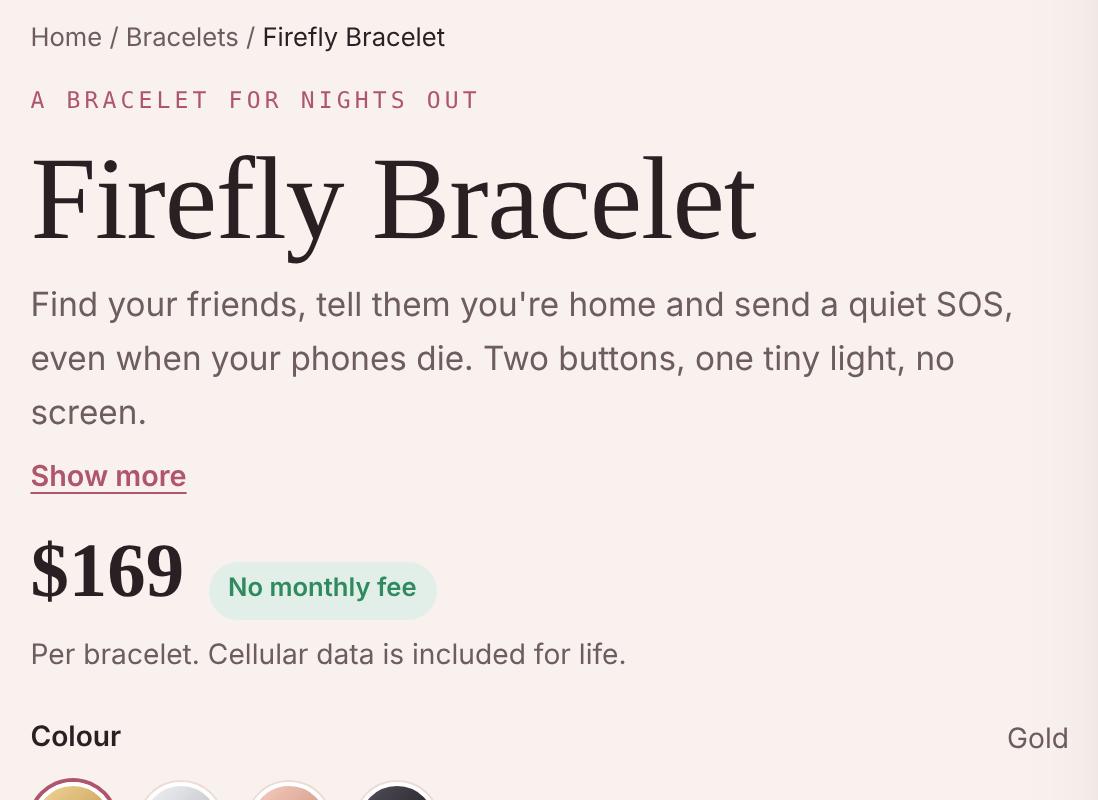 Home / Bracelets / Firefly Bracelet
A BRACELET FOR NIGHTS OUT
Firefly Bracelet
Find your friends, tell them you're home and send a quiet SOS,
even when your phones die. Two buttons, one tiny light, no
screen.
Show more
$169 No monthly fee
Per bracelet. Cellular data is included for life.
Colour Gold